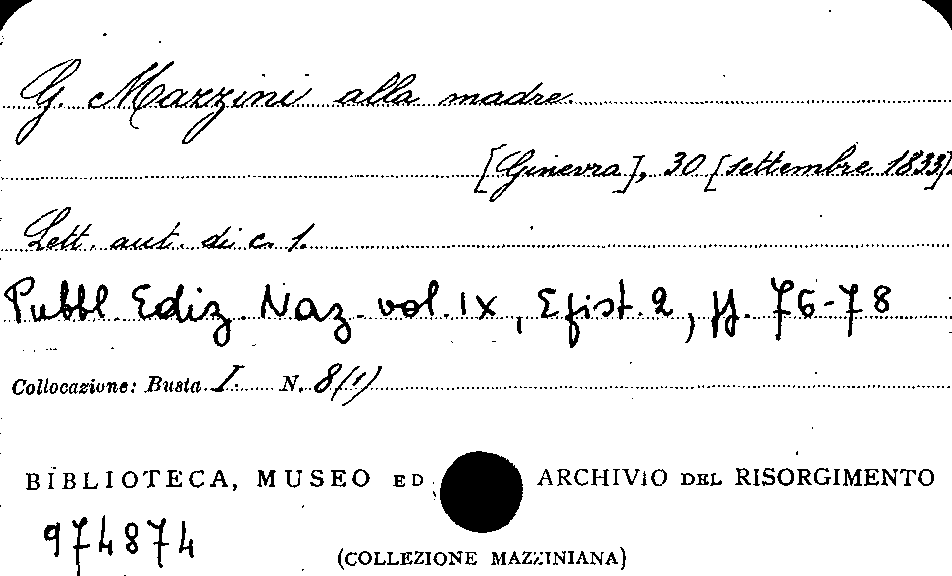 G. Mazzini alla madre.
[Ginevra], 30 [settembre 1833].
Lett. aut. di c. 1.
Pubbl. Ediz. Naz. vol. IX, Epist. 2, pp. 76-78
Collocazione: Busta I. N. 8(1)
BIBLIOTECA, MUSEO ED ARCHIVIO DEL RISORGIMENTO
974874
(COLLEZIONE MAZZINIANA)